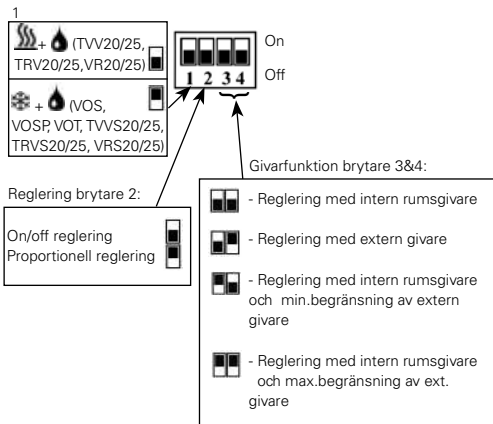 1
+ (TVV20/25,
TRV20/25,VR20/25)
+ (VOS,
VOSP, VOT, TVVS20/25,
TRVS20/25, VRS20/25)
On
Off
1 2 3 4
Reglering brytare 2:
On/off reglering
Proportionell reglering
Givarfunktion brytare 3&4:
- Reglering med intern rumsgivare
- Reglering med extern givare
- Reglering med intern rumsgivare
och min.begränsning av extern
givare
- Reglering med intern rumsgivare
och max.begränsning av ext.
givare